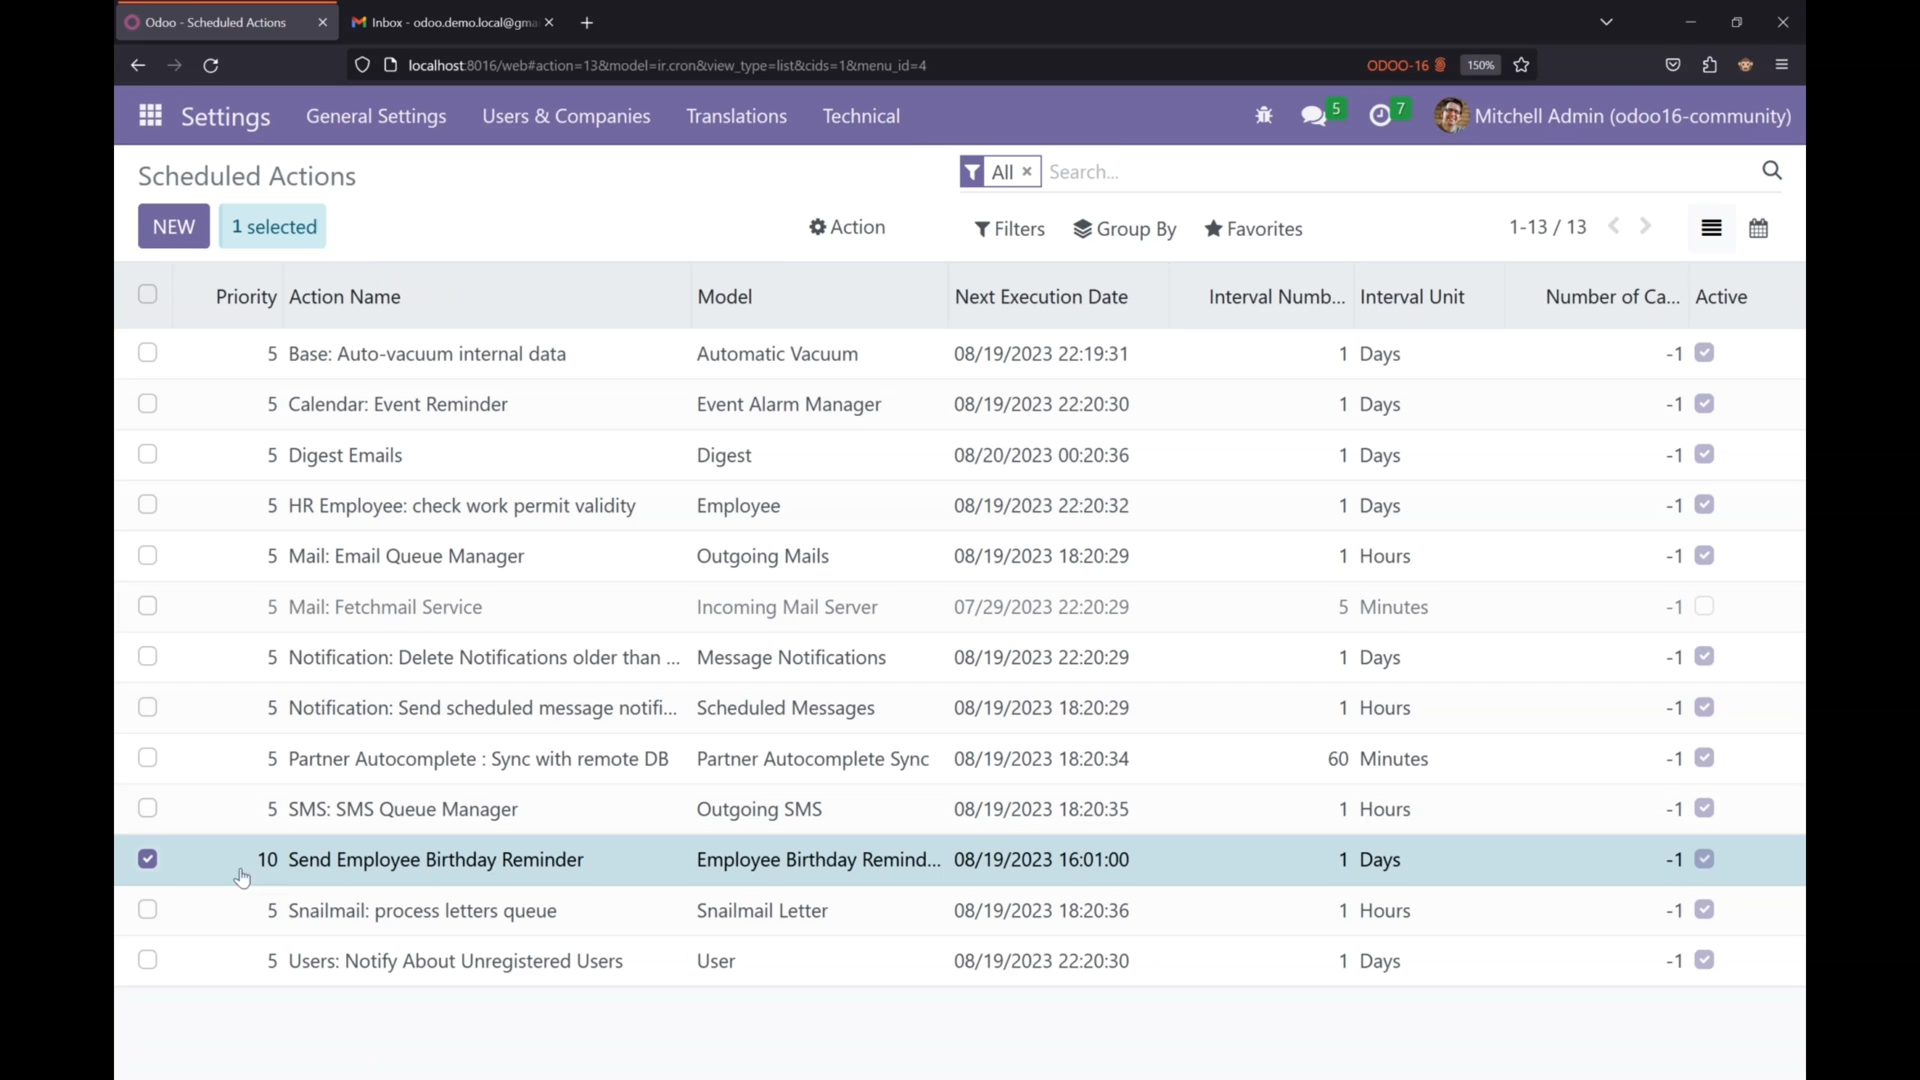 Odoo - Scheduled Actions
Inbox - odoo.demo.local@gma
localhost:8016/web#action=13&model=ir.cron&view_type=list&cids=1&menu_id=4
ODOO-16
150%
Settings
General Settings
Users & Companies
Translations
Technical
5
7
Mitchell Admin (odoo16-community)
Scheduled Actions
All
Search...
NEW
1 selected
Action
Filters
Group By
Favorites
1-13 / 13
Priority Action Name Model Next Execution Date Interval Numb... Interval Unit Number of Ca... Active
5 Base: Auto-vacuum internal data Automatic Vacuum 08/19/2023 22:19:31 1 Days -1
5 Calendar: Event Reminder Event Alarm Manager 08/19/2023 22:20:30 1 Days -1
5 Digest Emails Digest 08/20/2023 00:20:36 1 Days -1
5 HR Employee: check work permit validity Employee 08/19/2023 22:20:32 1 Days -1
5 Mail: Email Queue Manager Outgoing Mails 08/19/2023 18:20:29 1 Hours -1
5 Mail: Fetchmail Service Incoming Mail Server 07/29/2023 22:20:29 5 Minutes -1
5 Notification: Delete Notifications older than ... Message Notifications 08/19/2023 22:20:29 1 Days -1
5 Notification: Send scheduled message notifi... Scheduled Messages 08/19/2023 18:20:29 1 Hours -1
5 Partner Autocomplete : Sync with remote DB Partner Autocomplete Sync 08/19/2023 18:20:34 60 Minutes -1
5 SMS: SMS Queue Manager Outgoing SMS 08/19/2023 18:20:35 1 Hours -1
10 Send Employee Birthday Reminder Employee Birthday Remind... 08/19/2023 16:01:00 1 Days -1
5 Snailmail: process letters queue Snailmail Letter 08/19/2023 18:20:36 1 Hours -1
5 Users: Notify About Unregistered Users User 08/19/2023 22:20:30 1 Days -1